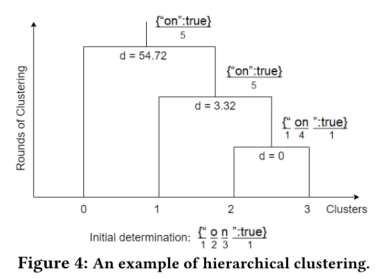 {"on":true}
5
d = 54.72
{"on":true}
5
d = 3.32
{" on ":true}
1 4 1
d = 0
Rounds of Clustering
0 1 2 3 Clusters
Initial determination: {" o n ":true}
1 2 3 1
Figure 4: An example of hierarchical clustering.